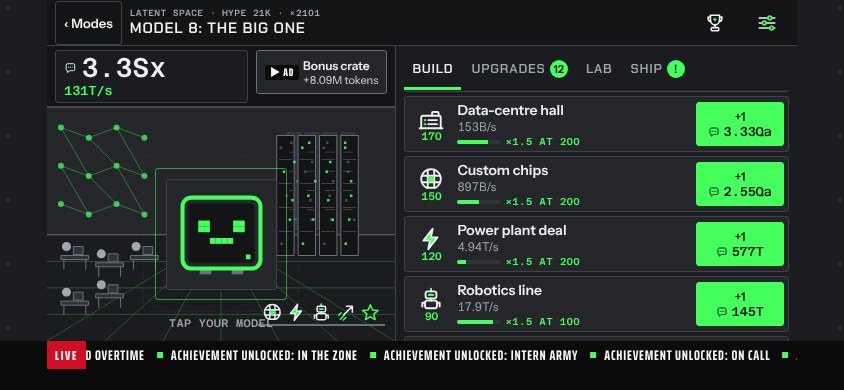 ‹ Modes
LATENT SPACE · HYPE 21K · ×2101
MODEL 8: THE BIG ONE
3.3Sx
131T/s
AD
Bonus crate
+8.09M tokens
TAP YOUR MODEL
BUILD
UPGRADES 12
LAB
SHIP !
170
Data-centre hall
153B/s
×1.5 AT 200
+1
3.33Qa
150
Custom chips
897B/s
×1.5 AT 200
+1
2.55Qa
120
Power plant deal
4.94T/s
×1.5 AT 200
+1
577T
90
Robotics line
17.9T/s
×1.5 AT 100
+1
145T
LIVE
D OVERTIME ACHIEVEMENT UNLOCKED: IN THE ZONE ACHIEVEMENT UNLOCKED: INTERN ARMY ACHIEVEMENT UNLOCKED: ON CALL